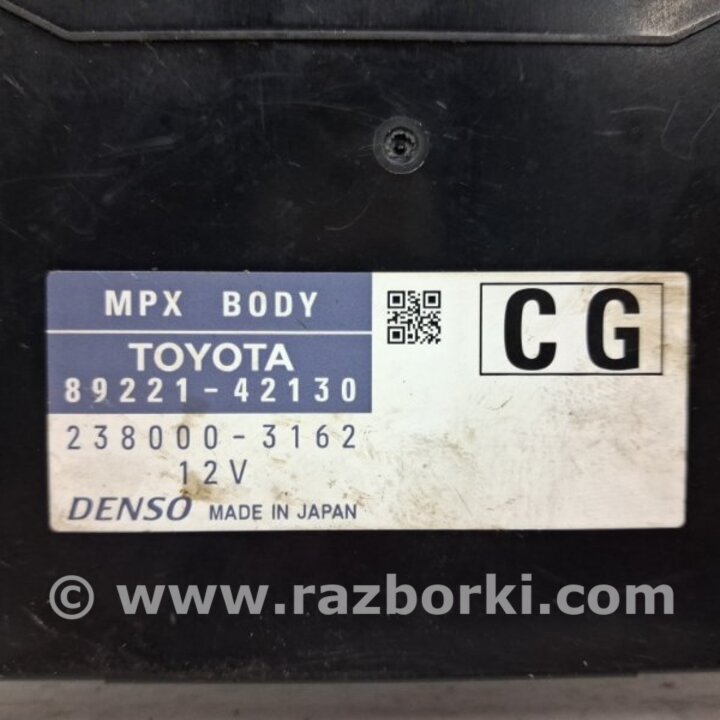 MPX BODY
TOYOTA
89221-42130
238000-3162
12V
DENSO MADE IN JAPAN
CG
© www.razborki.com